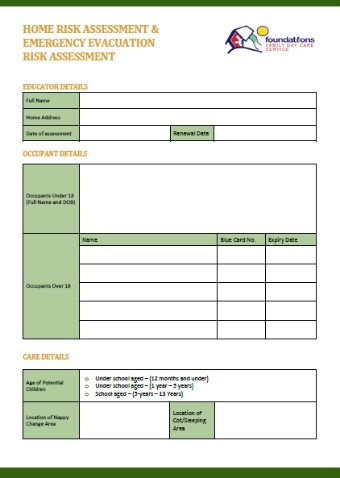 HOME RISK ASSESSMENT &
EMERGENCY EVACUATION
RISK ASSESSMENT
foundations
FAMILY DAY CARE
SERVICE
EDUCATOR DETAILS
Full Name
Home Address
Date of assessment
Renewal Date
OCCUPANT DETAILS
Occupants Under 18
(Full Name and DOB)
Name
Blue Card No.
Expiry Date
Occupants Over 18
CARE DETAILS
Age of Potential
Children
o Under school aged – (12 months and under)
o Under school aged – (1 year – 5 years)
o School aged – (5-years – 13 Years)
Location of Nappy
Change Area
Location of
Cot/Sleeping
Area